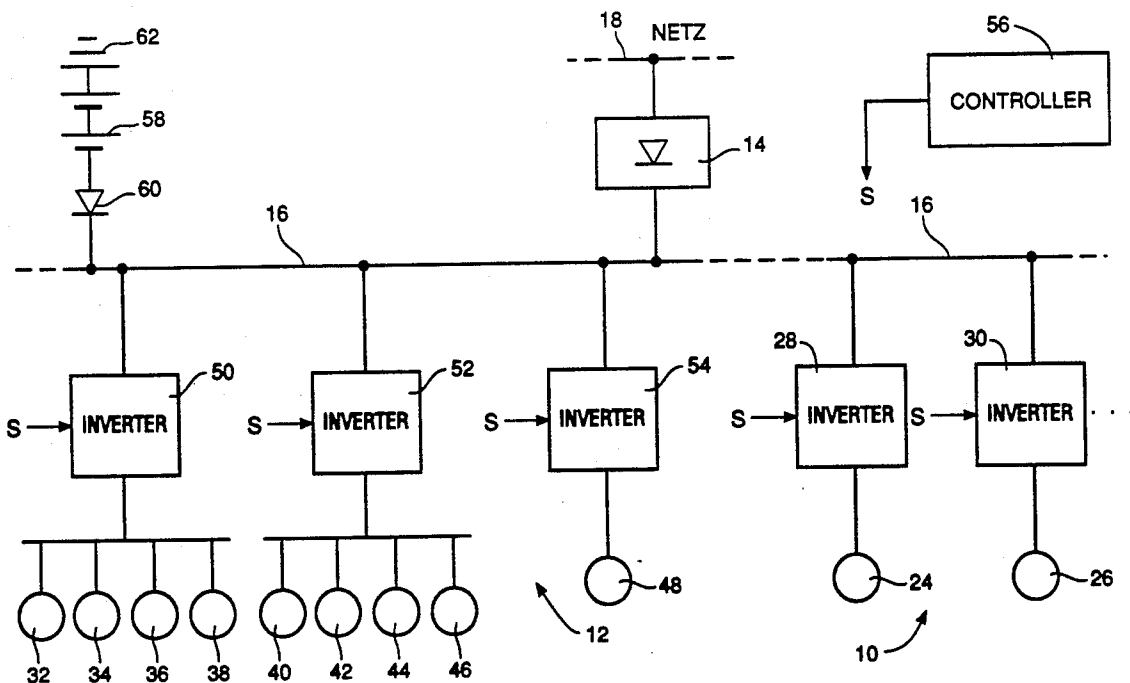 62
18
NETZ
56
CONTROLLER
58
14
60
S
16
16
50
52
54
28
30
S
INVERTER
S
INVERTER
S
INVERTER
S
INVERTER
S
INVERTER
48
24
26
12
10
32
34
36
38
40
42
44
46